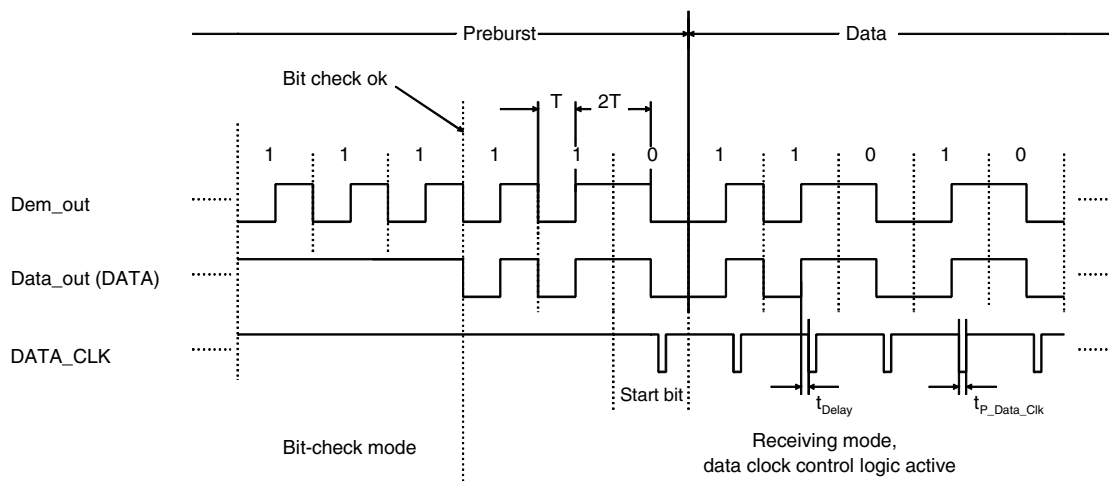 Preburst Data
Bit check ok
T 2T
1 1 1 1 1 0 1 1 0 1 0
Dem_out
Data_out (DATA)
DATA_CLK
Start bit
tDelay
tP_Data_Clk
Bit-check mode
Receiving mode,
data clock control logic active